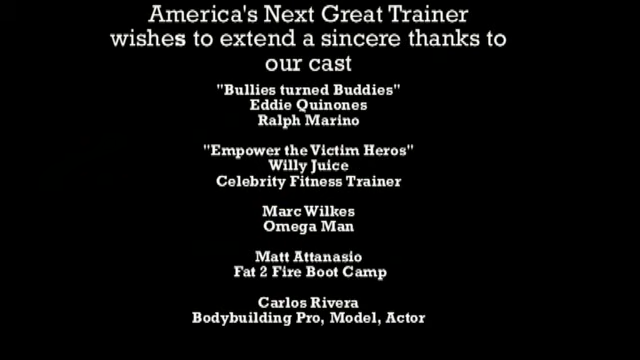 America's Next Great Trainer
wishes to extend a sincere thanks to
our cast
"Bullies turned Buddies"
Eddie Quinones
Ralph Marino
"Empower the Victim Heros"
Willy Juice
Celebrity Fitness Trainer
Marc Wilkes
Omega Man
Matt Attanasio
Fat 2 Fire Boot Camp
Carlos Rivera
Bodybuilding Pro, Model, Actor